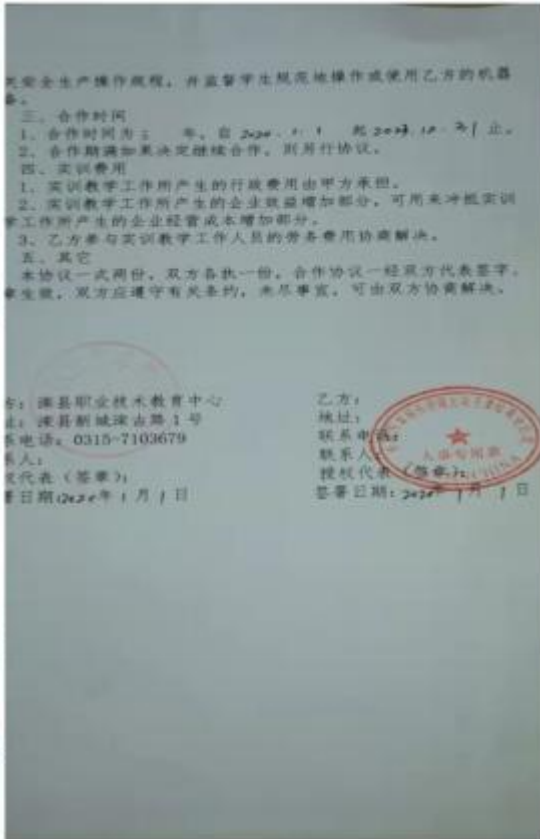 关安全生产操作规程，并监督学生规范地操作或使用乙方的机器
备。
三、合作时间
1、合作时间为 年，自 2020.1.1 起 止。
2、合作期满如果决定继续合作，则另行协议。
四、实训费用
1、实训教学工作所产生的行政费用由甲方承担。
2、实训教学工作所产生的企业效益增加部分，可用来冲抵实训
学工作所产生的企业经营成本增加部分。
3、乙方参与实训教学工作人员的劳务费用协商解决。
五、其它
本协议一式两份，双方各执一份。合作协议一经双方代表签字、
章生效，双方应遵守有关条约，未尽事宜，可由双方协商解决。
方：滦县职业技术教育中心
址：滦县新城滦古路1号
系电话：0315-7103679
系人：
权代表（签章）：
署日期：2020年1月1日
乙方：
地址：
联系电话：
联系人：
授权代表（签章）：
签署日期：2020年1月1日
人事专用章
CHINA